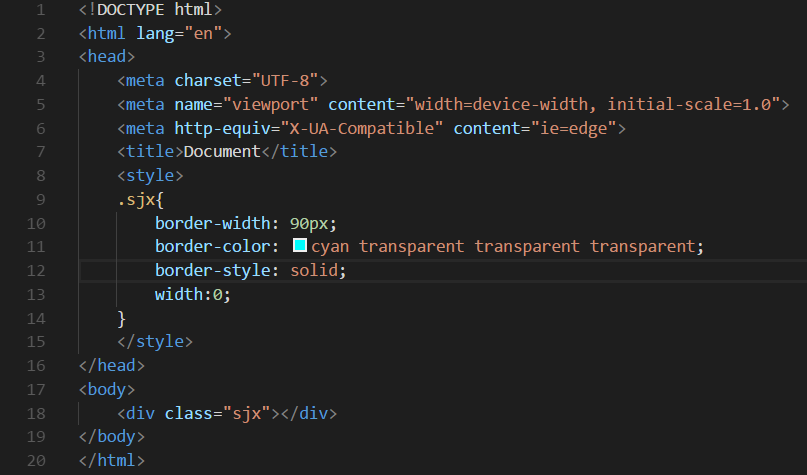 1 <!DOCTYPE html>
2 <html lang="en">
3 <head>
4     <meta charset="UTF-8">
5     <meta name="viewport" content="width=device-width, initial-scale=1.0">
6     <meta http-equiv="X-UA-Compatible" content="ie=edge">
7     <title>Document</title>
8     <style>
9     .sjx{
10         border-width: 90px;
11         border-color: cyan transparent transparent transparent;
12         border-style: solid;
13         width:0;
14     }
15     </style>
16 </head>
17 <body>
18     <div class="sjx"></div>
19 </body>
20 </html>